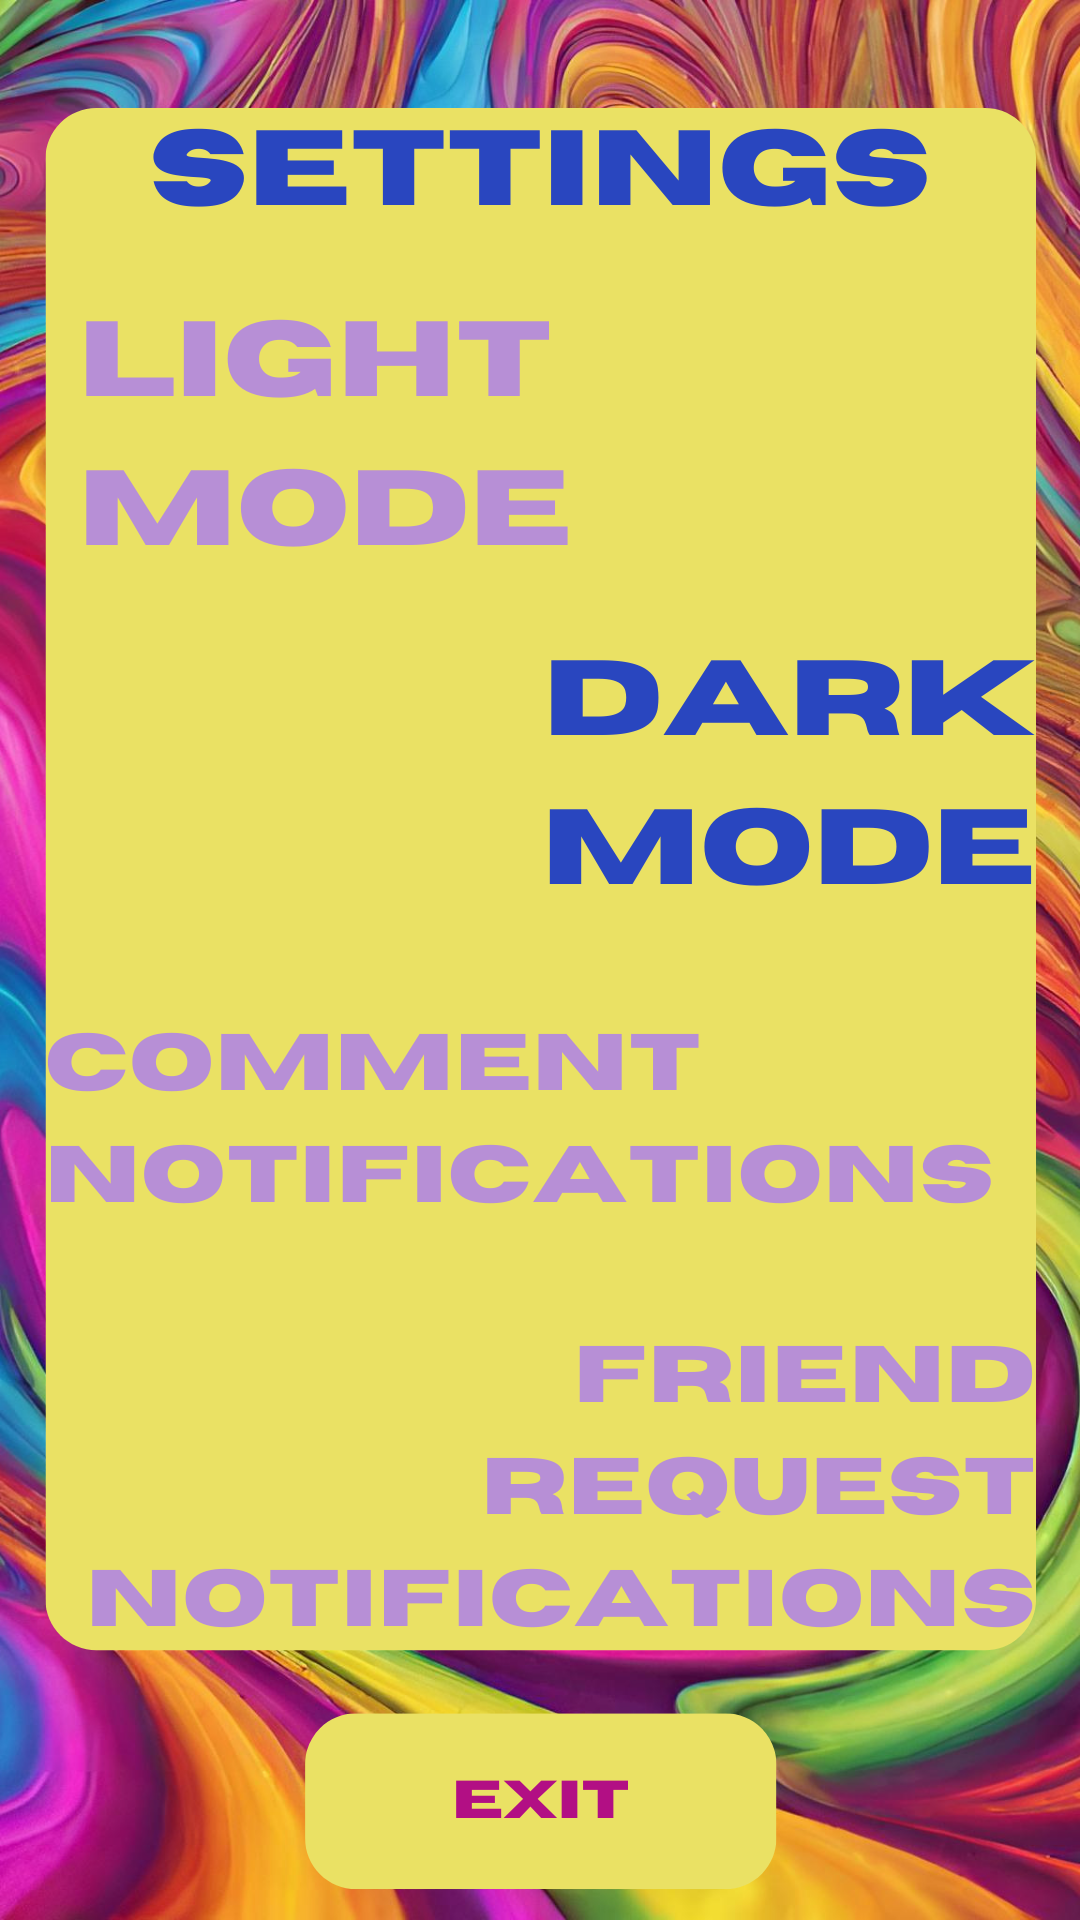 SETTINGS
LIGHT
MODE
DARK
MODE
COMMENT
NOTIFICATIONS
FRIEND
REQUEST
NOTIFICATIONS
EXIT